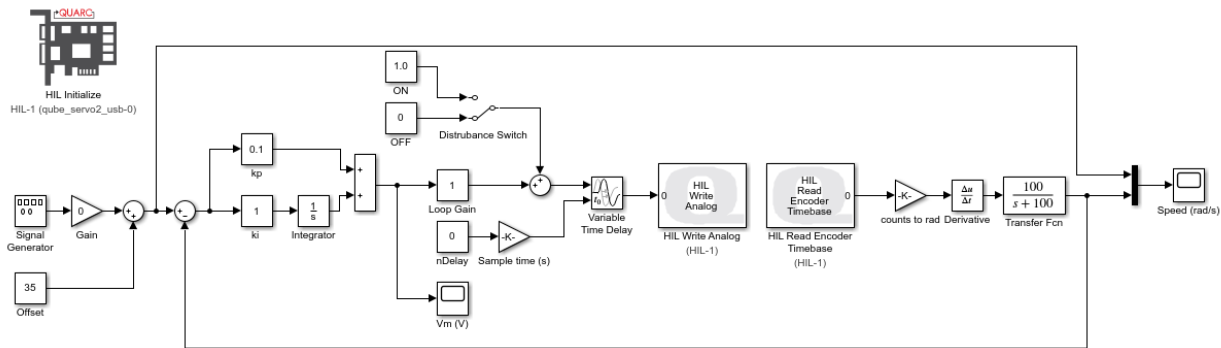 QUARC
HIL Initialize
HIL-1 (qube_servo2_usb-0)
1.0
ON
0
OFF
Distrubance Switch
0.1
kp
+
+
1
ki
1
s
Integrator
Signal
Generator
0
Gain
+
+
+
−
35
Offset
1
Loop Gain
+
+
0
nDelay
-K-
Sample time (s)
Vm (V)
Variable
Time Delay
HIL
Write
Analog
0
HIL Write Analog
(HIL-1)
HIL
Read
Encoder
Timebase
0
HIL Read Encoder
Timebase
(HIL-1)
-K-
counts to rad
Δu
Δt
Derivative
100
s + 100
Transfer Fcn
Speed (rad/s)